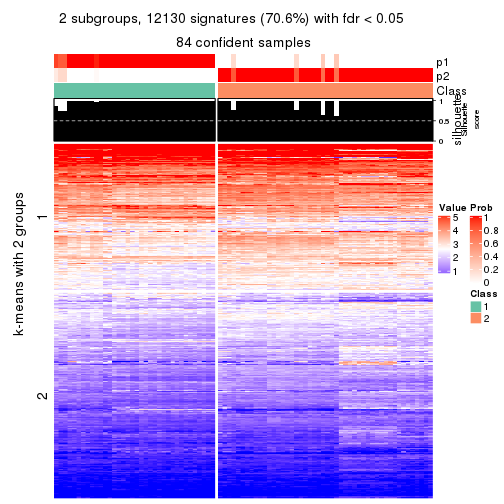 2 subgroups, 12130 signatures (70.6%) with fdr < 0.05
84 confident samples
p1
p2
Class
1
0.5
0
silhouette
Silhouette
score
k-means with 2 groups
1
2
Value
5
4
3
2
1
Prob
1
0.8
0.6
0.4
0.2
0
Class
1
2